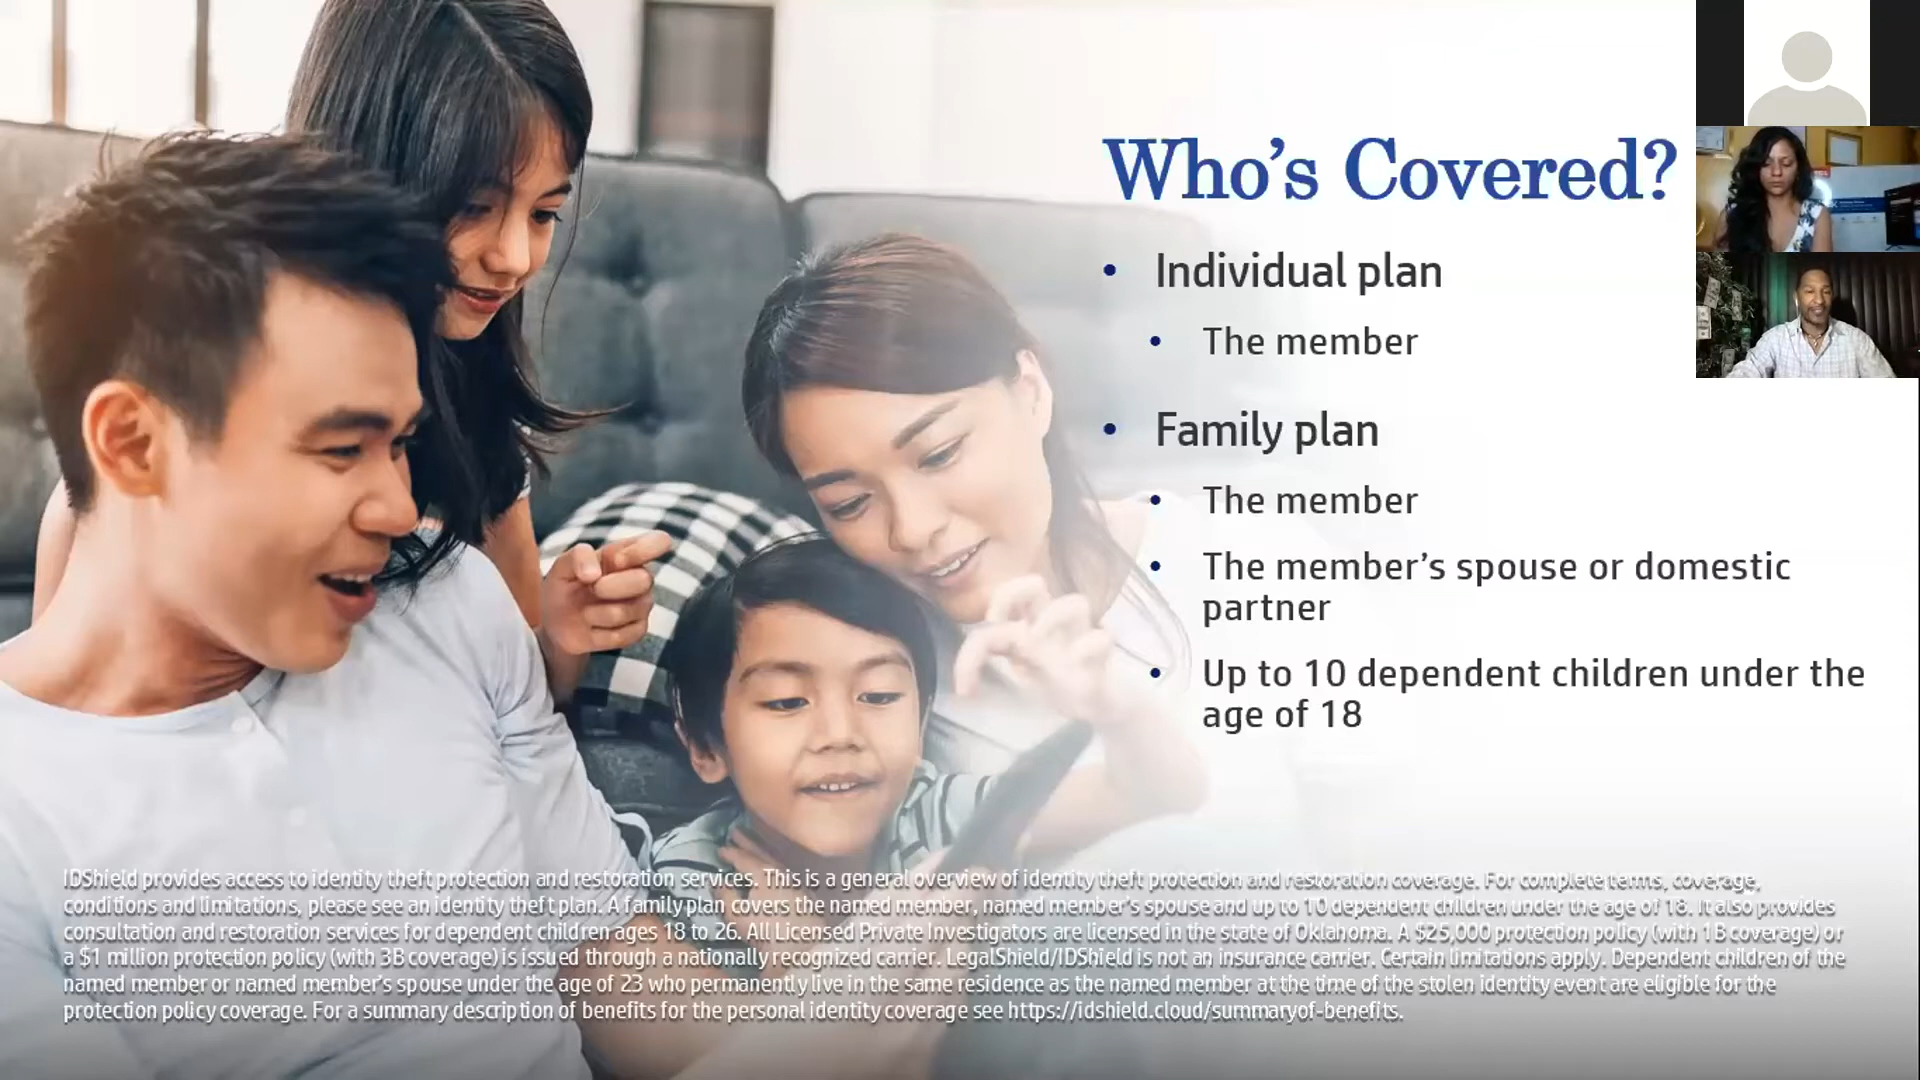 Who's Covered?
• Individual plan
• The member
• Family plan
• The member
• The member's spouse or domestic
partner
• Up to 10 dependent children under the
age of 18
IDShield provides access to identity theft protection and restoration services. This is a general overview of identity theft protection and restoration coverage. For complete terms, coverage,
conditions and limitations, please see an identity theft plan. A family plan covers the named member, named member's spouse and up to 10 dependent children under the age of 18. It also provides
consultation and restoration services for dependent children ages 18 to 26. All Licensed Private Investigators are licensed in the state of Oklahoma. A $25,000 protection policy (with 1B coverage) or
a $1 million protection policy (with 3B coverage) is issued through a nationally recognized carrier. LegalShield/IDShield is not an insurance carrier. Certain limitations apply. Dependent children of the
named member or named member's spouse under the age of 23 who permanently live in the same residence as the named member at the time of the stolen identity event are eligible for the
protection policy coverage. For a summary description of benefits for the personal identity coverage see https://idshield.cloud/summaryof-benefits.